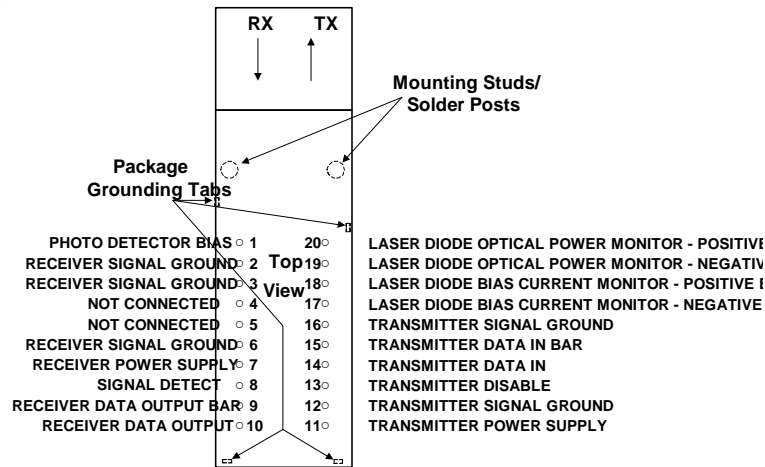 RX TX
Mounting Studs/
Solder Posts
Package
Grounding Tabs
PHOTO DETECTOR BIAS 1 20 LASER DIODE OPTICAL POWER MONITOR - POSITIVE
RECEIVER SIGNAL GROUND 2 Top 19 LASER DIODE OPTICAL POWER MONITOR - NEGATIV
RECEIVER SIGNAL GROUND 3 View 18 LASER DIODE BIAS CURRENT MONITOR - POSITIVE
NOT CONNECTED 4 17 LASER DIODE BIAS CURRENT MONITOR - NEGATIVE
NOT CONNECTED 5 16 TRANSMITTER SIGNAL GROUND
RECEIVER SIGNAL GROUND 6 15 TRANSMITTER DATA IN BAR
RECEIVER POWER SUPPLY 7 14 TRANSMITTER DATA IN
SIGNAL DETECT 8 13 TRANSMITTER DISABLE
RECEIVER DATA OUTPUT BAR 9 12 TRANSMITTER SIGNAL GROUND
RECEIVER DATA OUTPUT 10 11 TRANSMITTER POWER SUPPLY